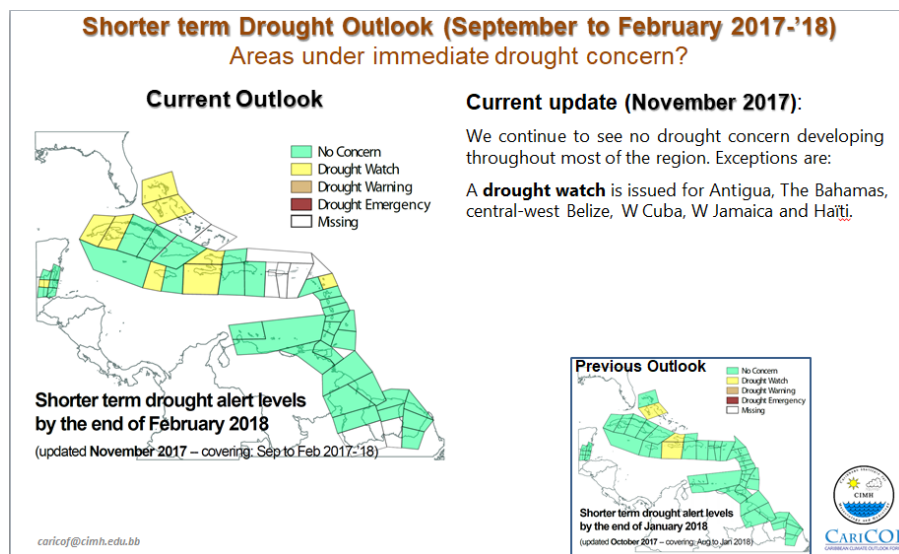 Shorter term Drought Outlook (September to February 2017-'18)
Areas under immediate drought concern?
Current Outlook
No Concern
Drought Watch
Drought Warning
Drought Emergency
Missing
Shorter term drought alert levels
by the end of February 2018
(updated November 2017 – covering: Sep to Feb 2017-'18)
caricof@cimh.edu.bb
Current update (November 2017):
We continue to see no drought concern developing
throughout most of the region. Exceptions are:
A drought watch is issued for Antigua, The Bahamas,
central-west Belize, W Cuba, W Jamaica and Haïti.
Previous Outlook
No Concern
Drought Watch
Drought Warning
Drought Emergency
Missing
Shorter term drought alert levels
by the end of January 2018
(updated October 2017 – covering: Aug to Jan 2018)
CIMH
CARICOF